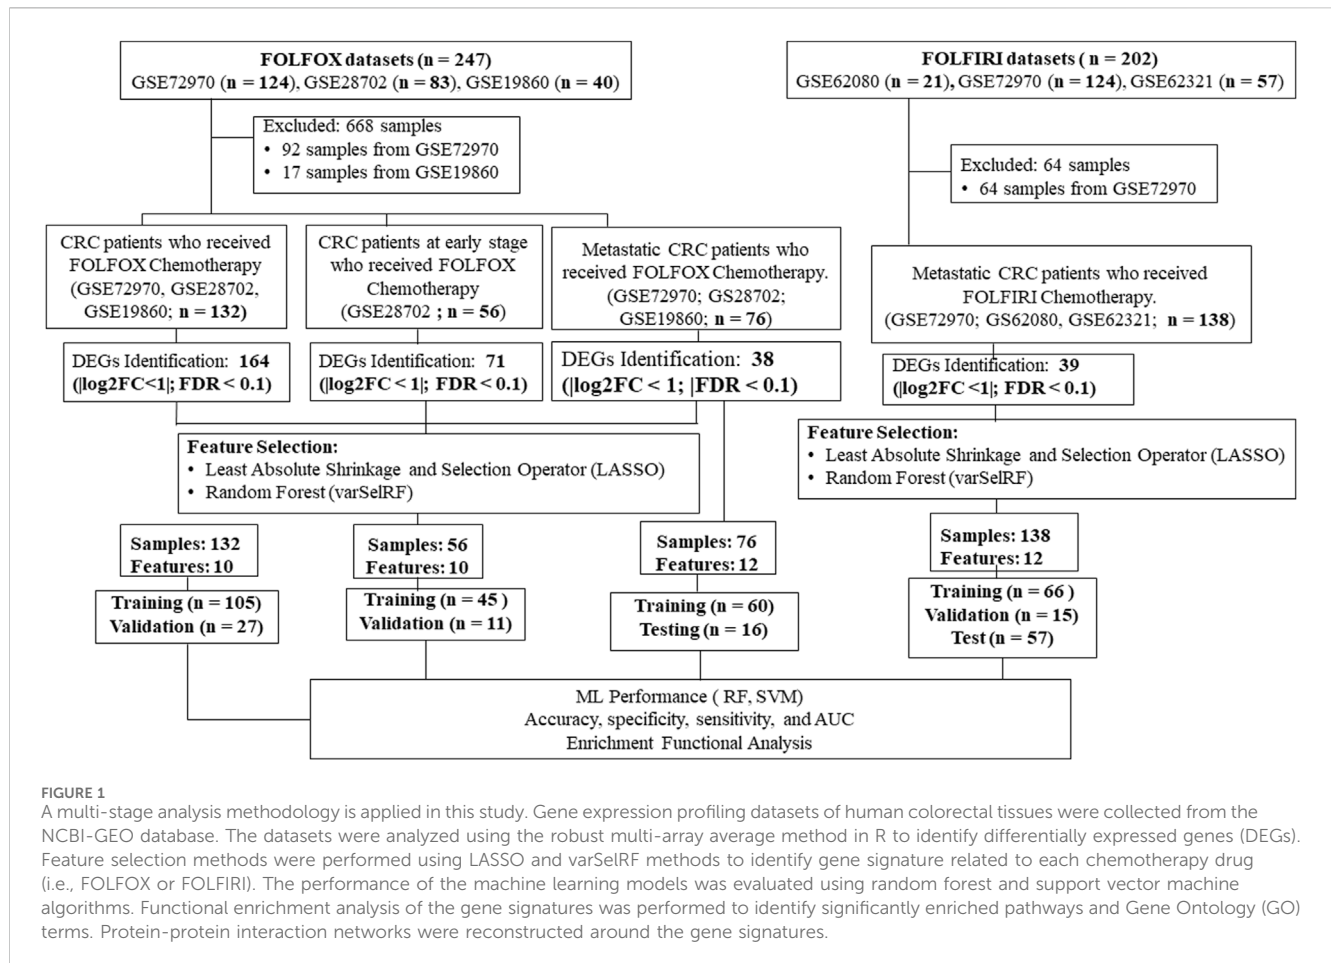 FOLFOX datasets (n = 247)
GSE72970 (n = 124), GSE28702 (n = 83), GSE19860 (n = 40)
FOLFIRI datasets ( n = 202)
GSE62080 (n = 21), GSE72970 (n = 124), GSE62321 (n = 57)
Excluded: 668 samples
• 92 samples from GSE72970
• 17 samples from GSE19860
Excluded: 64 samples
• 64 samples from GSE72970
CRC patients who received
FOLFOX Chemotherapy
(GSE72970, GSE28702,
GSE19860; n = 132)
CRC patients at early stage
who received FOLFOX
Chemotherapy
(GSE28702 ; n = 56)
Metastatic CRC patients who
received FOLFOX Chemotherapy.
(GSE72970; GS28702;
GSE19860; n = 76)
Metastatic CRC patients who received
FOLFIRI Chemotherapy.
(GSE72970; GS62080, GSE62321; n = 138)
DEGs Identification: 164
(|log2FC<1|; FDR < 0.1)
DEGs Identification: 71
(|log2FC < 1|; FDR < 0.1)
DEGs Identification: 38
(|log2FC < 1; |FDR < 0.1)
DEGs Identification: 39
(|log2FC <1|; FDR < 0.1)
Feature Selection:
• Least Absolute Shrinkage and Selection Operator (LASSO)
• Random Forest (varSelRF)
Feature Selection:
• Least Absolute Shrinkage and Selection Operator (LASSO)
• Random Forest (varSelRF)
Samples: 132
Features: 10
Samples: 56
Features: 10
Samples: 76
Features: 12
Samples: 138
Features: 12
Training (n = 105)
Validation (n = 27)
Training (n = 45 )
Validation (n = 11)
Training (n = 60)
Testing (n = 16)
Training (n = 66 )
Validation (n = 15)
Test (n = 57)
ML Performance ( RF, SVM)
Accuracy, specificity, sensitivity, and AUC
Enrichment Functional Analysis
FIGURE 1
A multi-stage analysis methodology is applied in this study. Gene expression profiling datasets of human colorectal tissues were collected from the
NCBI-GEO database. The datasets were analyzed using the robust multi-array average method in R to identify differentially expressed genes (DEGs).
Feature selection methods were performed using LASSO and varSelRF methods to identify gene signature related to each chemotherapy drug
(i.e., FOLFOX or FOLFIRI). The performance of the machine learning models was evaluated using random forest and support vector machine
algorithms. Functional enrichment analysis of the gene signatures was performed to identify significantly enriched pathways and Gene Ontology (GO)
terms. Protein-protein interaction networks were reconstructed around the gene signatures.